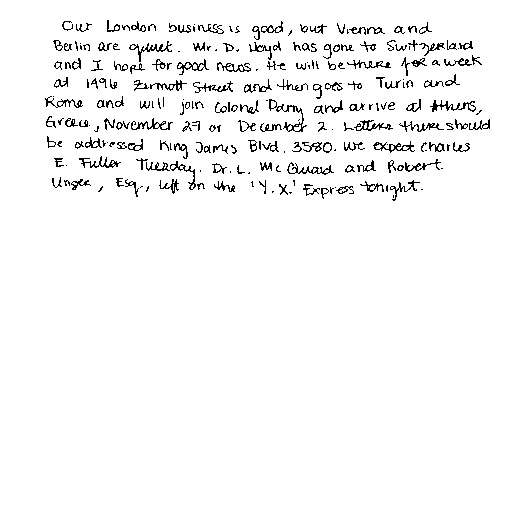 Our London business is good, but Vienna and
Berlin are quiet. Mr. D. Lloyd has gone to Switzerland
and I hope for good news. He will be there for a week
at 1496 Zermott Street and then goes to Turin and
Rome and will join Colonel Parry and arrive at Athens,
Greece, November 27 or December 2. Letters there should
be addressed King James Blvd. 3580. We expect Charles
E. Fuller Tuesday. Dr. L. McQuaid and Robert
Unger, Esq., left on the 'Y.X.' Express tonight.